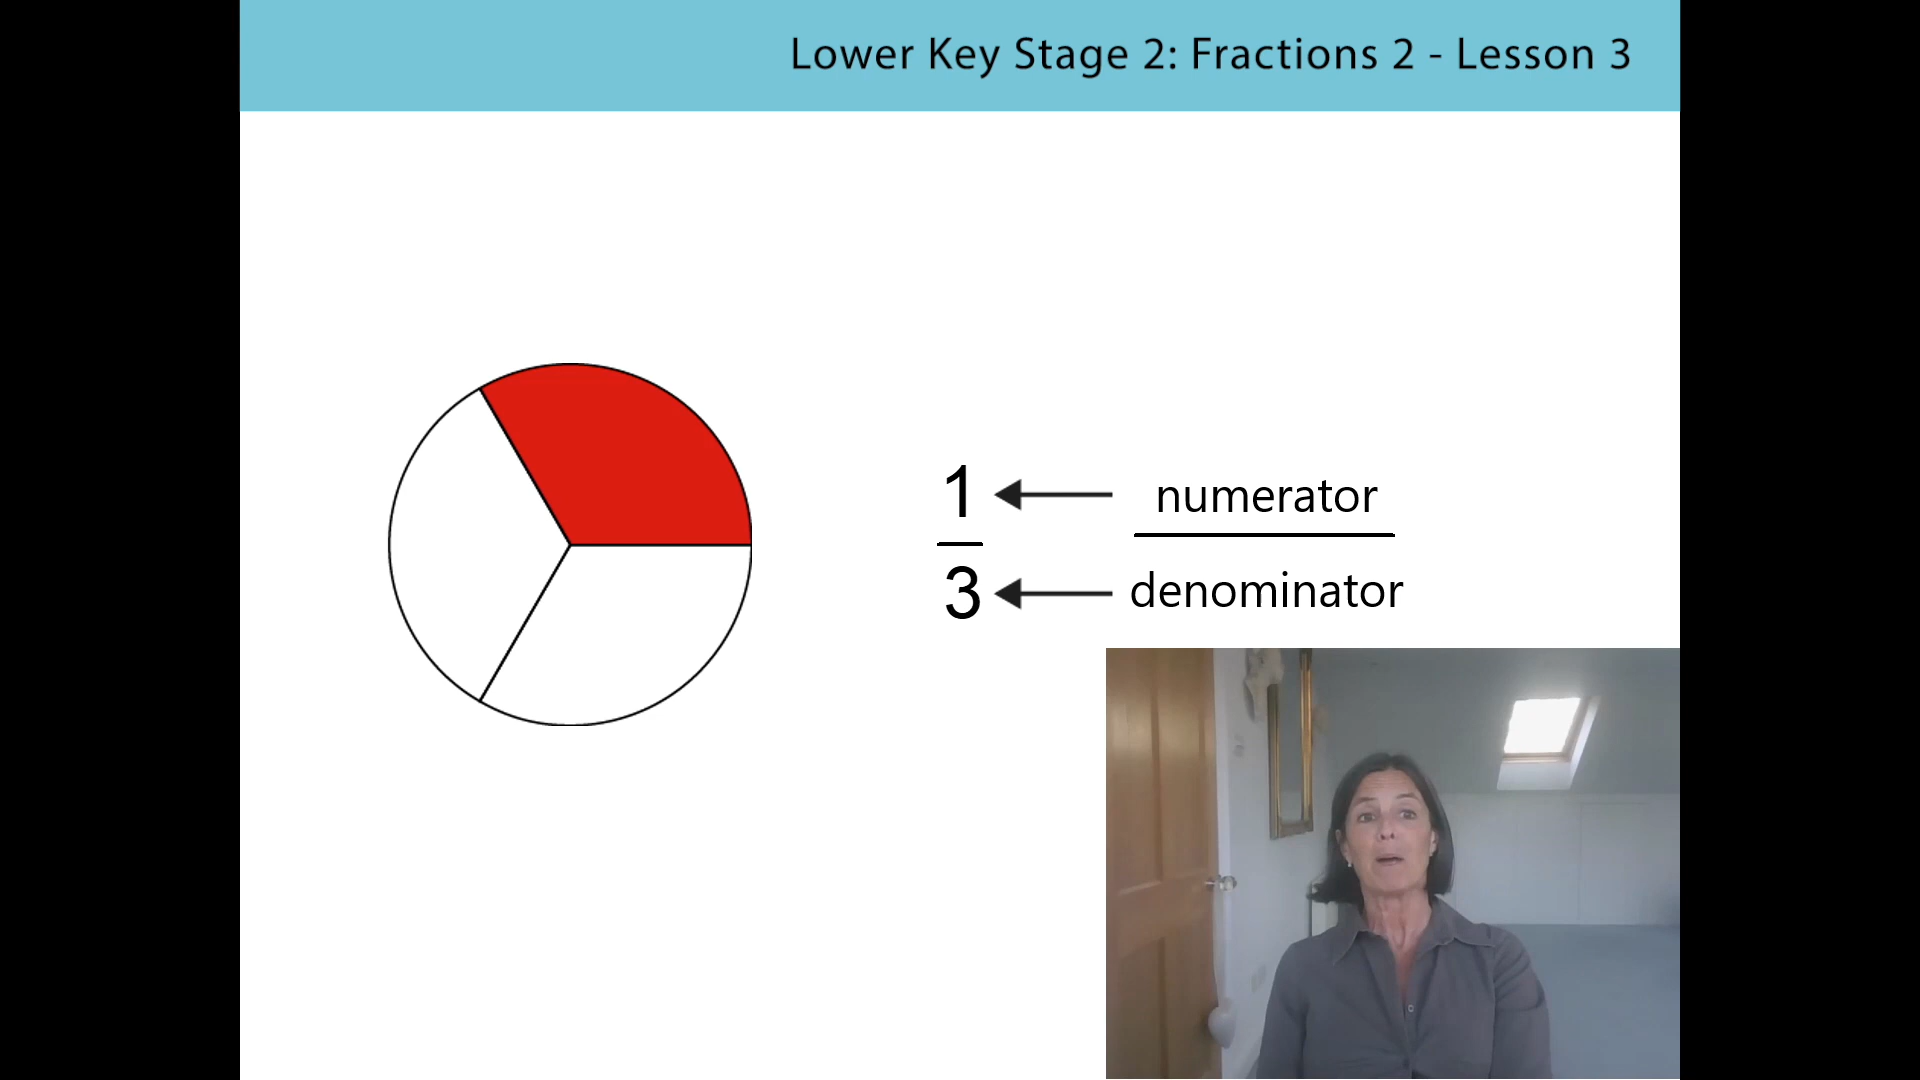 Lower Key Stage 2: Fractions 2 - Lesson 3
1
numerator
3
denominator